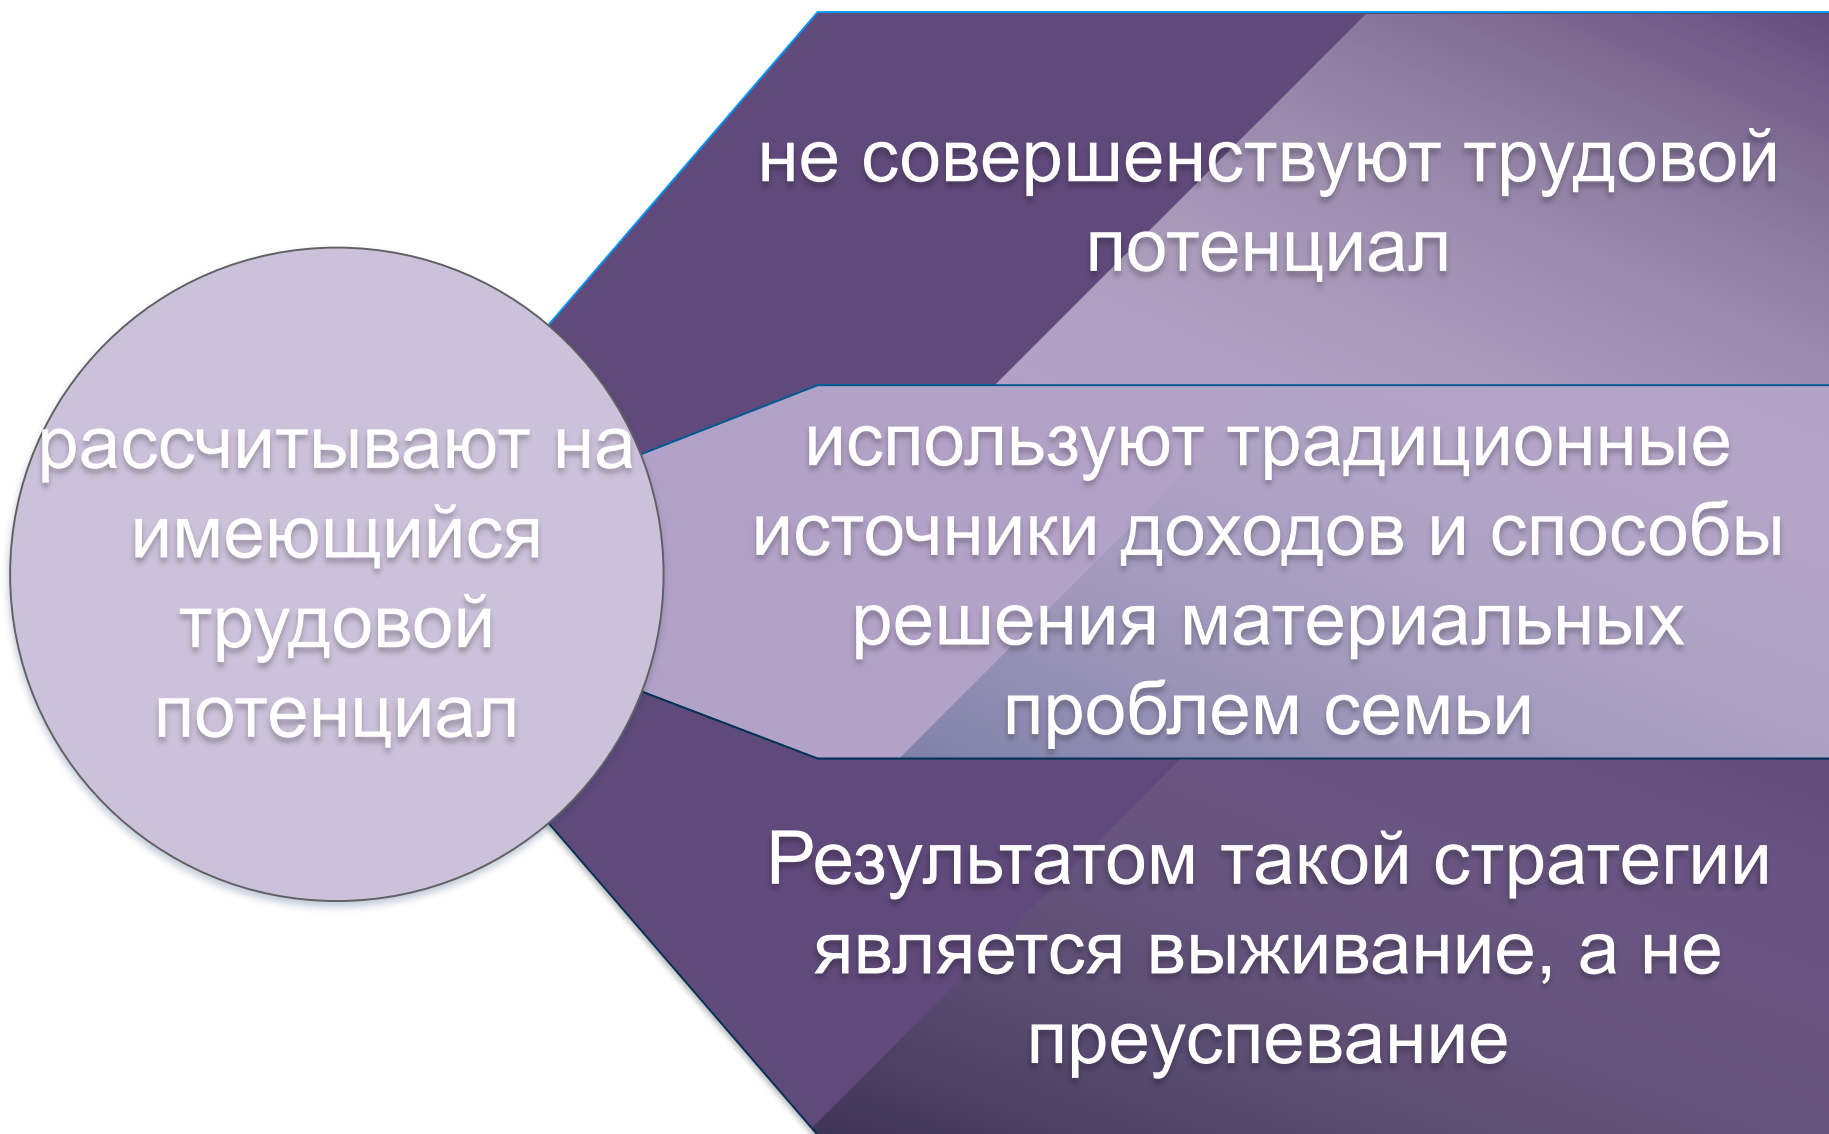 рассчитывают на
имеющийся
трудовой
потенциал
не совершенствуют трудовой
потенциал
используют традиционные
источники доходов и способы
решения материальных
проблем семьи
Результатом такой стратегии
является выживание, а не
преуспевание